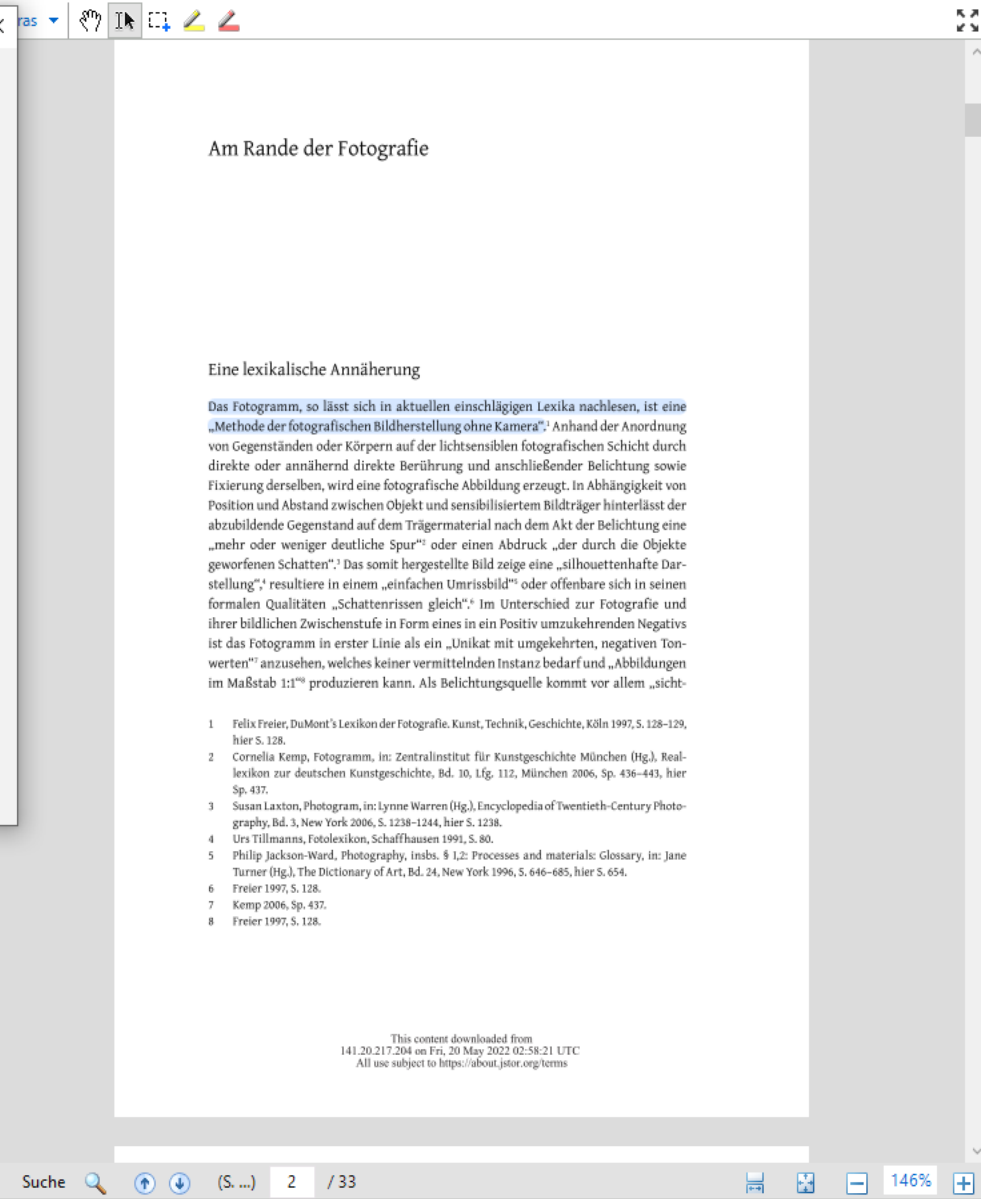 ras
Am Rande der Fotografie
Eine lexikalische Annäherung
Das Fotogramm, so lässt sich in aktuellen einschlägigen Lexika nachlesen, ist eine
„Methode der fotografischen Bildherstellung ohne Kamera“.¹ Anhand der Anordnung
von Gegenständen oder Körpern auf der lichtsensiblen fotografischen Schicht durch
direkte oder annähernd direkte Berührung und anschließender Belichtung sowie
Fixierung derselben, wird eine fotografische Abbildung erzeugt. In Abhängigkeit von
Position und Abstand zwischen Objekt und sensibilisiertem Bildträger hinterlässt der
abzubildende Gegenstand auf dem Trägermaterial nach dem Akt der Belichtung eine
„mehr oder weniger deutliche Spur“² oder einen Abdruck „der durch die Objekte
geworfenen Schatten“.³ Das somit hergestellte Bild zeige eine „silhouettenhafte Dar-
stellung“,⁴ resultiere in einem „einfachen Umrissbild“⁵ oder offenbare sich in seinen
formalen Qualitäten „Schattenrissen gleich“.⁶ Im Unterschied zur Fotografie und
ihrer bildlichen Zwischenstufe in Form eines in ein Positiv umzukehrenden Negativs
ist das Fotogramm in erster Linie als ein „Unikat mit umgekehrten, negativen Ton-
werten“⁷ anzusehen, welches keiner vermittelnden Instanz bedarf und „Abbildungen
im Maßstab 1:1“⁸ produzieren kann. Als Belichtungsquelle kommt vor allem „sicht-
1 Felix Freier, DuMont’s Lexikon der Fotografie. Kunst, Technik, Geschichte, Köln 1997, S. 128–129,
hier S. 128.
2 Cornelia Kemp, Fotogramm, in: Zentralinstitut für Kunstgeschichte München (Hg.), Real-
lexikon zur deutschen Kunstgeschichte, Bd. 10, Lfg. 112, München 2006, Sp. 436–443, hier
Sp. 437.
3 Susan Laxton, Photogram, in: Lynne Warren (Hg.), Encyclopedia of Twentieth-Century Photo-
graphy, Bd. 3, New York 2006, S. 1238–1244, hier S. 1238.
4 Urs Tillmanns, Fotolexikon, Schaffhausen 1991, S. 80.
5 Philip Jackson-Ward, Photography, insbs. § I,2: Processes and materials: Glossary, in: Jane
Turner (Hg.), The Dictionary of Art, Bd. 24, New York 1996, S. 646–685, hier S. 654.
6 Freier 1997, S. 128.
7 Kemp 2006, Sp. 437.
8 Freier 1997, S. 128.
This content downloaded from
141.20.217.204 on Fri, 20 May 2022 02:58:21 UTC
All use subject to https://about.jstor.org/terms
Suche (S. ...) 2 / 33 146%